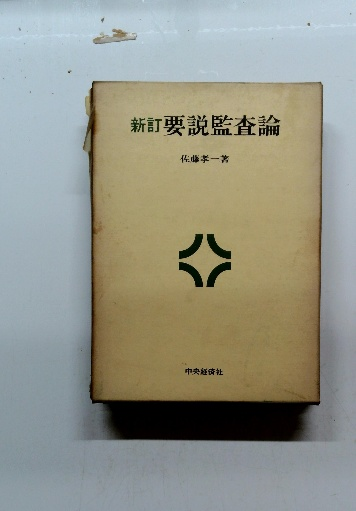 新訂 要説監査論
佐藤孝一著
中央経済社